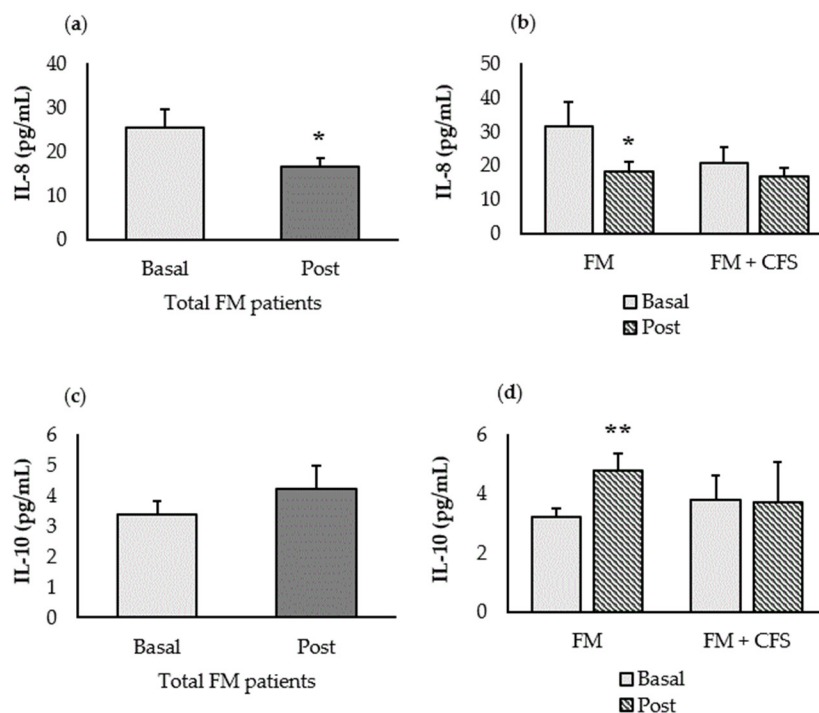 (a)
IL-8 (pg/mL)
40
30
20
10
0
*
Basal Post
Total FM patients
(b)
IL-8 (pg/mL)
50
40
30
20
10
0
*
FM FM + CFS
Basal
Post
(c)
IL-10 (pg/mL)
6
5
4
3
2
1
0
Basal Post
Total FM patients
(d)
IL-10 (pg/mL)
6
4
2
0
**
FM FM + CFS
Basal
Post